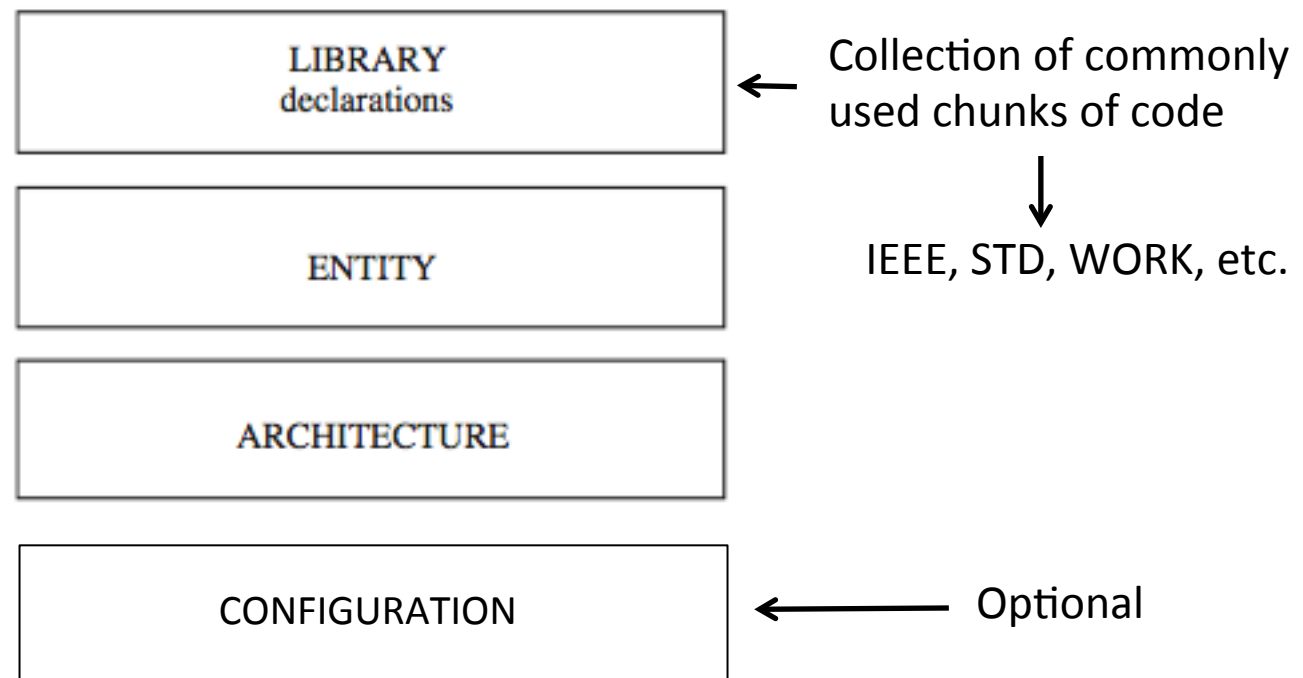 LIBRARY
declarations
Collection of commonly
used chunks of code
IEEE, STD, WORK, etc.
ENTITY
ARCHITECTURE
CONFIGURATION
Optional